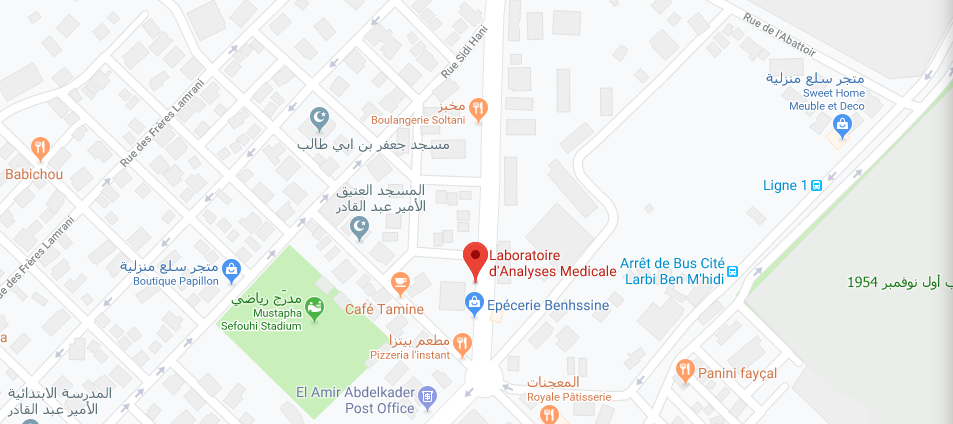 Rue de l'Abattoir
Rue Sidi Hani
متجر سلع منزلية
Sweet Home
Meuble et Deco
Rue des Frères Lamrani
مخبز
Boulangerie Soltani
مسجد جعفر بن ابي طالب
Babichou
Ligne 1
المسجد العتيق
الأمير عبد القادر
Rue des Frères Lamrani
Laboratoire
d'Analyses Medicale
Arrêt de Bus Cité
Larbi Ben M'hidi
متجر سلع منزلية
Boutique Papillon
أول نوفمبر 1954
مدرّج رياضي
Mustapha
Sefouhi Stadium
Café Tamine
Epécerie Benhssine
مطعم بيتزا
Pizzeria l'instant
Panini fayçal
المعجنات
Royale Pâtisserie
El Amir Abdelkader
Post Office
المدرسة الابتدائية
الأمير عبد القادر